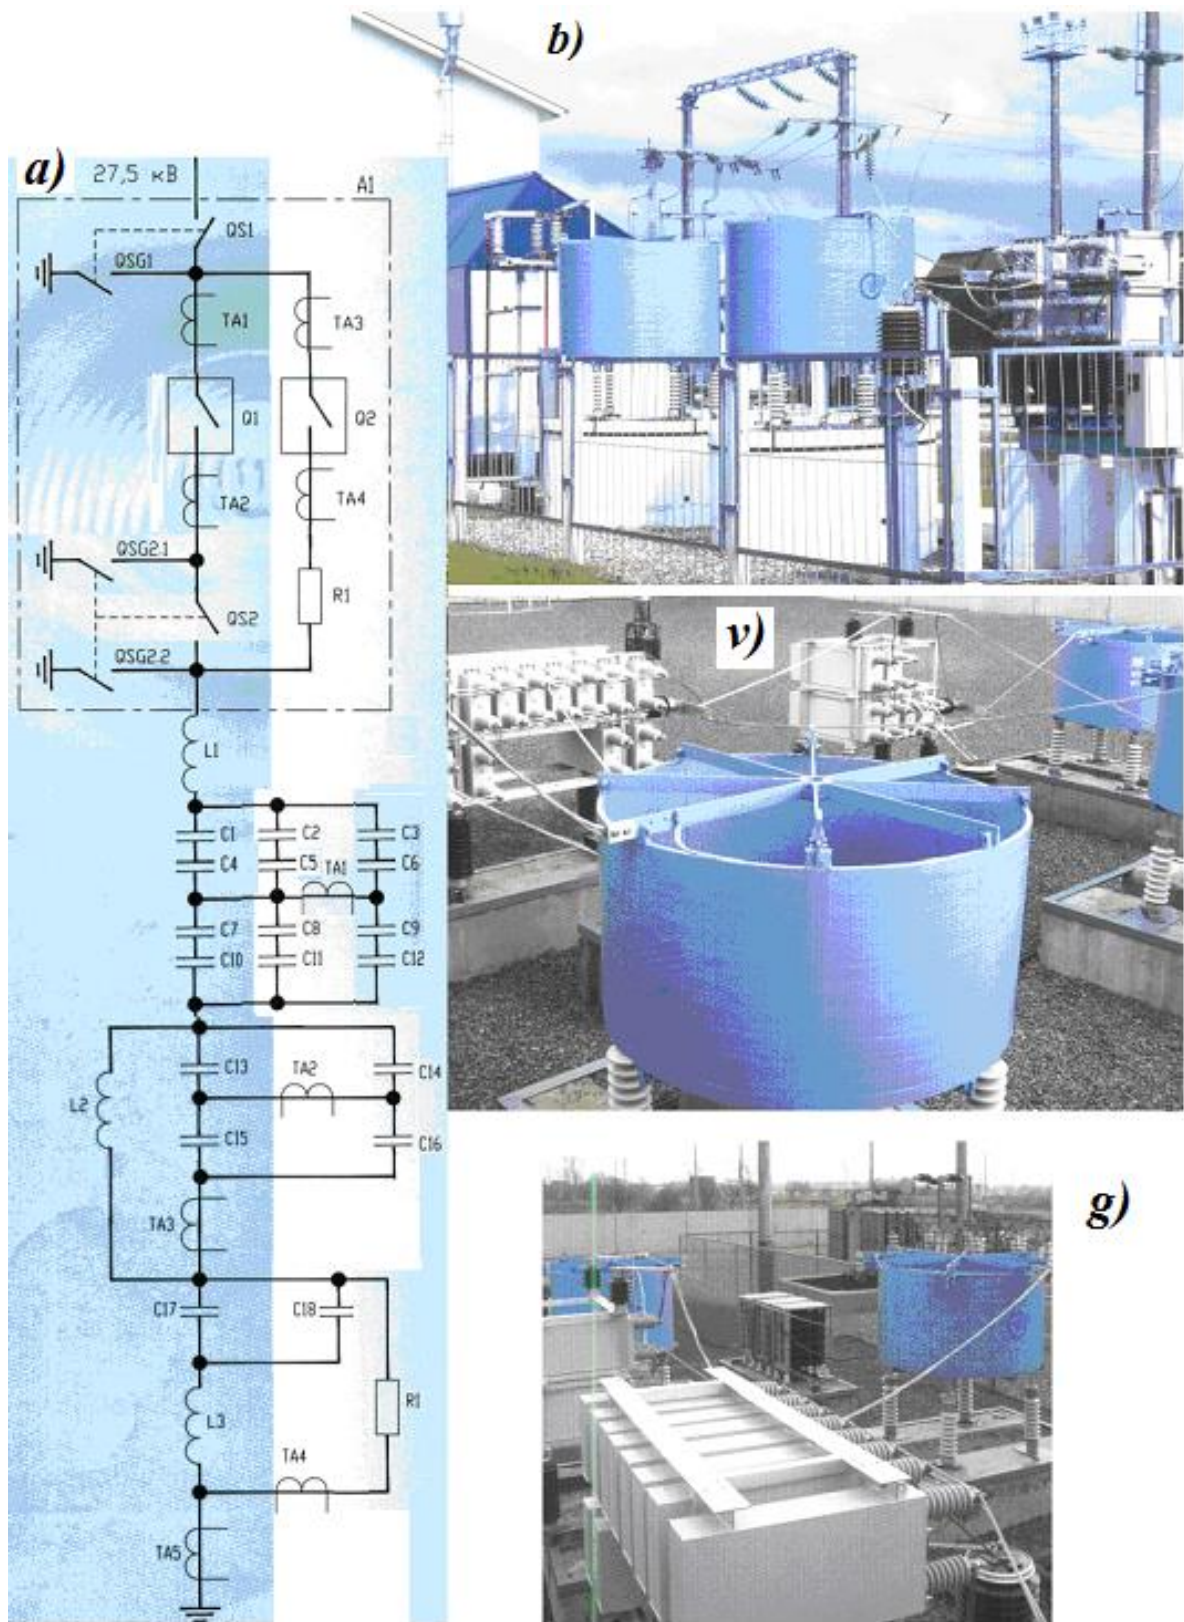 b)
a)
27,5 кВ
A1
QS1
QSG1
TA1
TA3
Q1
Q2
TA2
TA4
QSG2.1
R1
QS2
QSG2.2
v)
L1
C1
C2
C3
C4
C5
TA1
C6
C7
C8
C9
C10
C11
C12
C13
TA2
C14
L2
C15
C16
TA3
g)
C17
C18
L3
R1
TA4
TA5